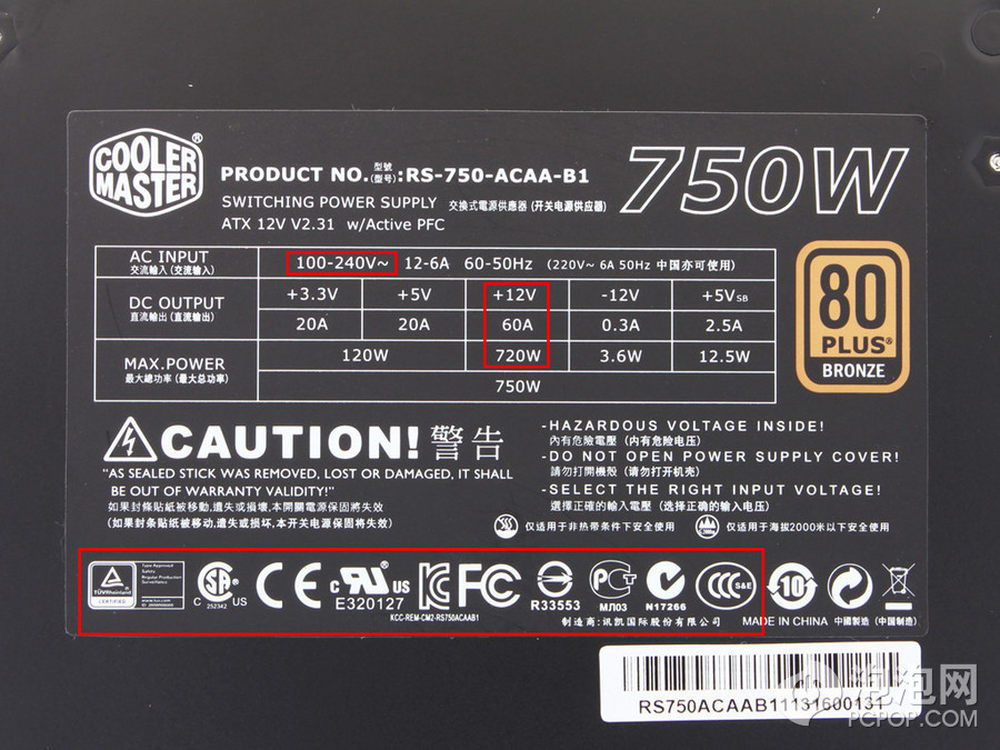 COOLER MASTER®
PRODUCT NO.(型號 型号):RS-750-ACAA-B1
750W
SWITCHING POWER SUPPLY 交換式電源供應器 (开关电源供应器)
ATX 12V V2.31 w/Active PFC
AC INPUT 100-240V~ 12-6A 60-50Hz (220V~ 6A 50Hz 中国亦可使用)
交流輸入 (交流输入)
DC OUTPUT +3.3V +5V +12V -12V +5VSB
直流輸出 (直流输出) 20A 20A 60A 0.3A 2.5A
MAX.POWER 120W 720W 3.6W 12.5W
最大總功率 (最大总功率) 750W
80 PLUS®
BRONZE
CAUTION! 警告
"AS SEALED STICK WAS REMOVED, LOST OR DAMAGED, IT SHALL
BE OUT OF WARRANTY VALIDITY!"
如果封條貼紙被移動,遺失或損壞,本開關電源保固將失效
(如果封条贴纸被移动,遗失或损坏,本开关电源保固将失效)
-HAZARDOUS VOLTAGE INSIDE!
內有危險電壓 (内有危险电压)
-DO NOT OPEN POWER SUPPLY COVER!
請勿打開機殼 (请勿打开机壳)
-SELECT THE RIGHT INPUT VOLTAGE!
選擇正確的輸入電壓 (选择正确的输入电压)
仅适用于非热带条件下安全使用
仅适用于海拔2000米以下安全使用
TÜVRheinland
CERTIFIED
Type Approved
Safety
Regular Production
Surveillance
www.tuv.com
C SA US
252342
CE
c RU® US
E320127
KC
FC
KCC-REM-CM2-RS750ACAAB1
R33553
PCT
МЛ03
N17266
CCC S&E
10
制造商:讯凯国际股份有限公司
MADE IN CHINA 中國製造 (中国制造)
RS750ACAAB11131600131
泡泡网
PCPOP.COM